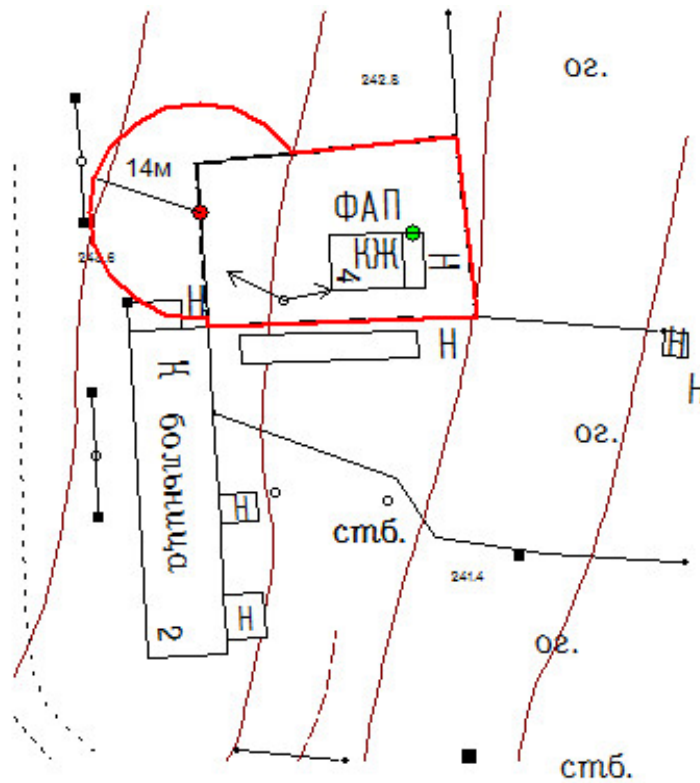 242.8
ог.
14м
ФАП
КЖ
Н
4
Н
Н
Н
Н
К
больница
2
ог.
Н
стб.
241.4
Н
ог.
стб.